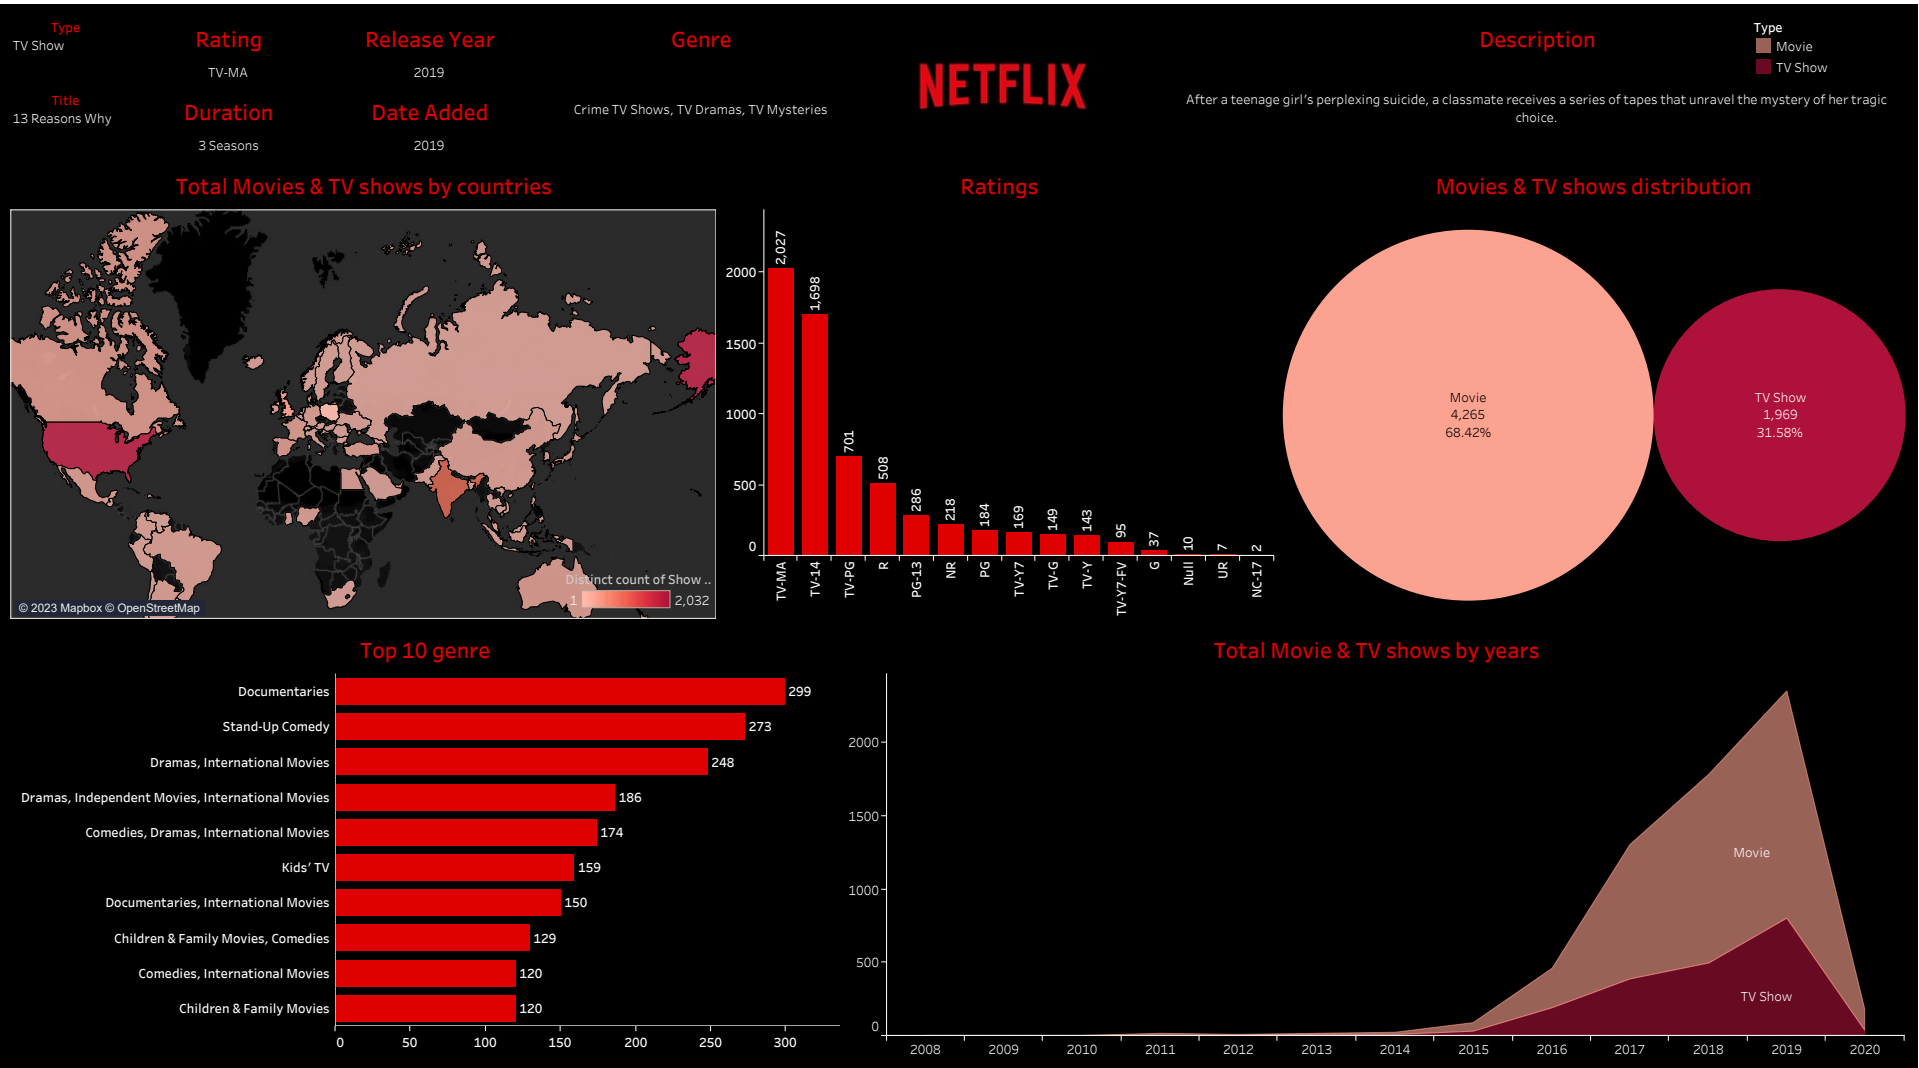 Type
TV Show
Title
13 Reasons Why
Rating
TV-MA
Duration
3 Seasons
Release Year
2019
Date Added
2019
Genre
Crime TV Shows, TV Dramas, TV Mysteries
NETFLIX
Description
After a teenage girl's perplexing suicide, a classmate receives a series of tapes that unravel the mystery of her tragic
choice.
Type
Movie
TV Show
Total Movies & TV shows by countries
Distinct count of Show ..
1 2,032
© 2023 Mapbox © OpenStreetMap
Ratings
2000
1500
1000
500
0
2,027
1,698
701
508
286
218
184
169
149
143
95
37
10
7
2
TV-MA
TV-14
TV-PG
R
PG-13
NR
PG
TV-Y7
TV-G
TV-Y
TV-Y7-FV
G
Null
UR
NC-17
Movies & TV shows distribution
Movie
4,265
68.42%
TV Show
1,969
31.58%
Top 10 genre
Documentaries 299
Stand-Up Comedy 273
Dramas, International Movies 248
Dramas, Independent Movies, International Movies 186
Comedies, Dramas, International Movies 174
Kids' TV 159
Documentaries, International Movies 150
Children & Family Movies, Comedies 129
Comedies, International Movies 120
Children & Family Movies 120
0 50 100 150 200 250 300
Total Movie & TV shows by years
2000
1500
1000
500
0
Movie
TV Show
2008 2009 2010 2011 2012 2013 2014 2015 2016 2017 2018 2019 2020